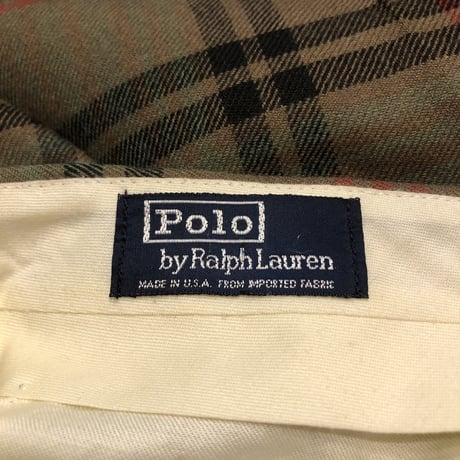 Polo
by Ralph Lauren
MADE IN U.S.A. FROM IMPORTED FABRIC